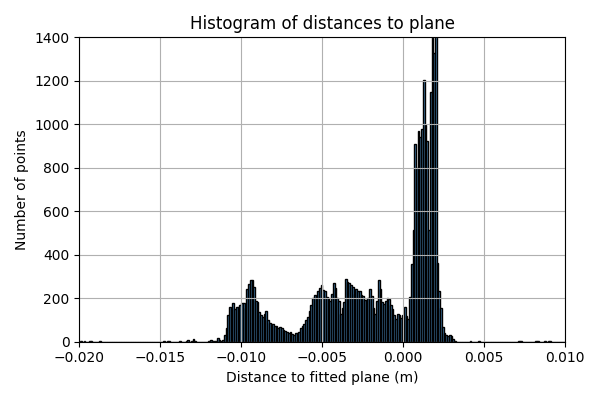 Histogram of distances to plane
1400
1200
1000
800
600
400
200
0
Number of points
−0.020 −0.015 −0.010 −0.005 0.000 0.005 0.010
Distance to fitted plane (m)